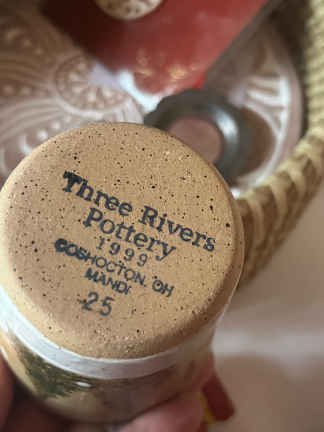 Three Rivers
Pottery
1999
COSHOCTON, OH
MANDI
25